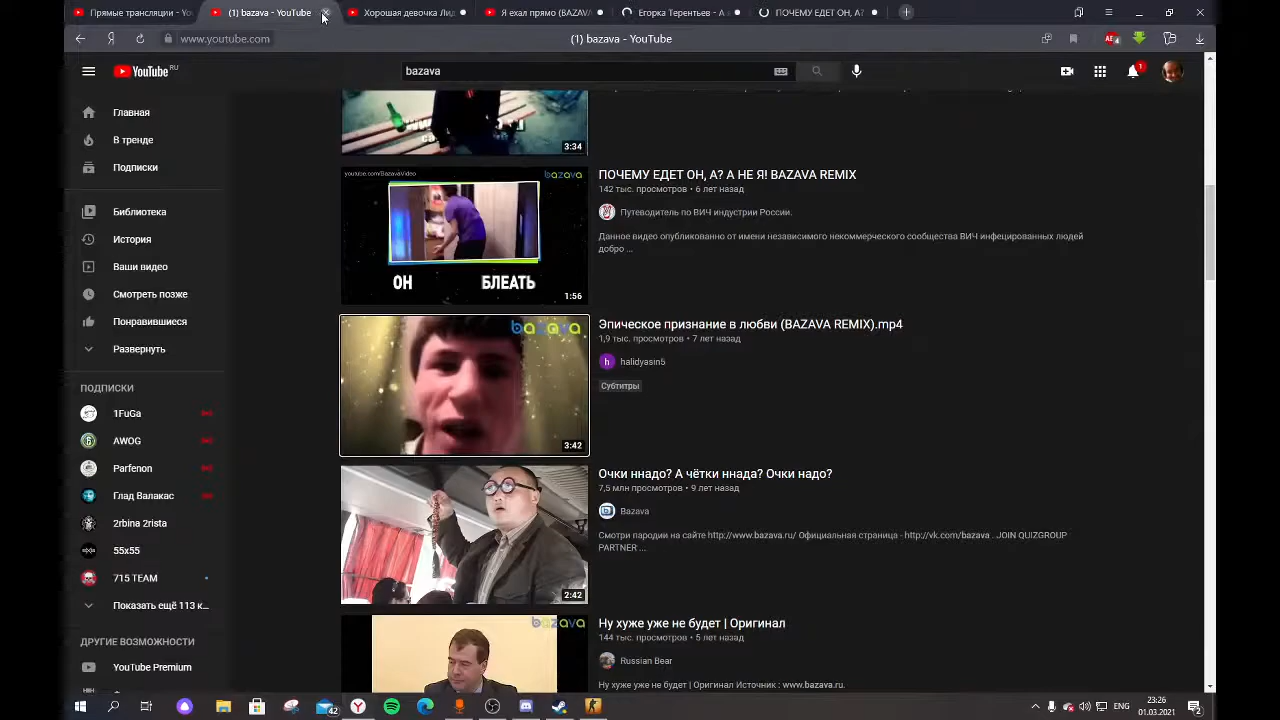 Прямые трансляции - You
(1) bazava - YouTube
Хорошая девочка Лид
Я ехал прямо (BAZAVA
Егорка Терентьев - A
ПОЧЕМУ ЕДЕТ ОН, А?
www.youtube.com
(1) bazava - YouTube
YouTube RU
bazava
1
Главная
В тренде
Подписки
Библиотека
История
Ваши видео
Смотреть позже
Понравившиеся
Развернуть
ПОДПИСКИ
1FuGa
AWOG
Parfenon
Глад Валакас
2rbina 2rista
55x55
715 TEAM
Показать ещё 113 к...
ДРУГИЕ ВОЗМОЖНОСТИ
YouTube Premium
3:34
youtube.com/BazavaVideo
bazava
ОН БЛЕАТЬ
1:56
ПОЧЕМУ ЕДЕТ ОН, А? А НЕ Я! BAZAVA REMIX
142 тыс. просмотров • 6 лет назад
Путеводитель по ВИЧ индустрии России.
Данное видео опубликованно от имени независимого некоммерческого сообщества ВИЧ инфецированных людей
добро ...
bazava
3:42
Эпическое признание в любви (BAZAVA REMIX).mp4
1,9 тыс. просмотров • 7 лет назад
h halidyasin5
Субтитры
2:42
Очки ннадо? А чётки ннада? Очки надо?
7,5 млн просмотров • 9 лет назад
Bazava
Смотри пародии на сайте http://www.bazava.ru/ Официальная страница - http://vk.com/bazava . JOIN QUIZGROUP
PARTNER ...
bazava
Ну хуже уже не будет | Оригинал
144 тыс. просмотров • 5 лет назад
Russian Bear
Ну хуже уже не будет | Оригинал Источник : www.bazava.ru.
42
ENG
23:26
01.03.2021